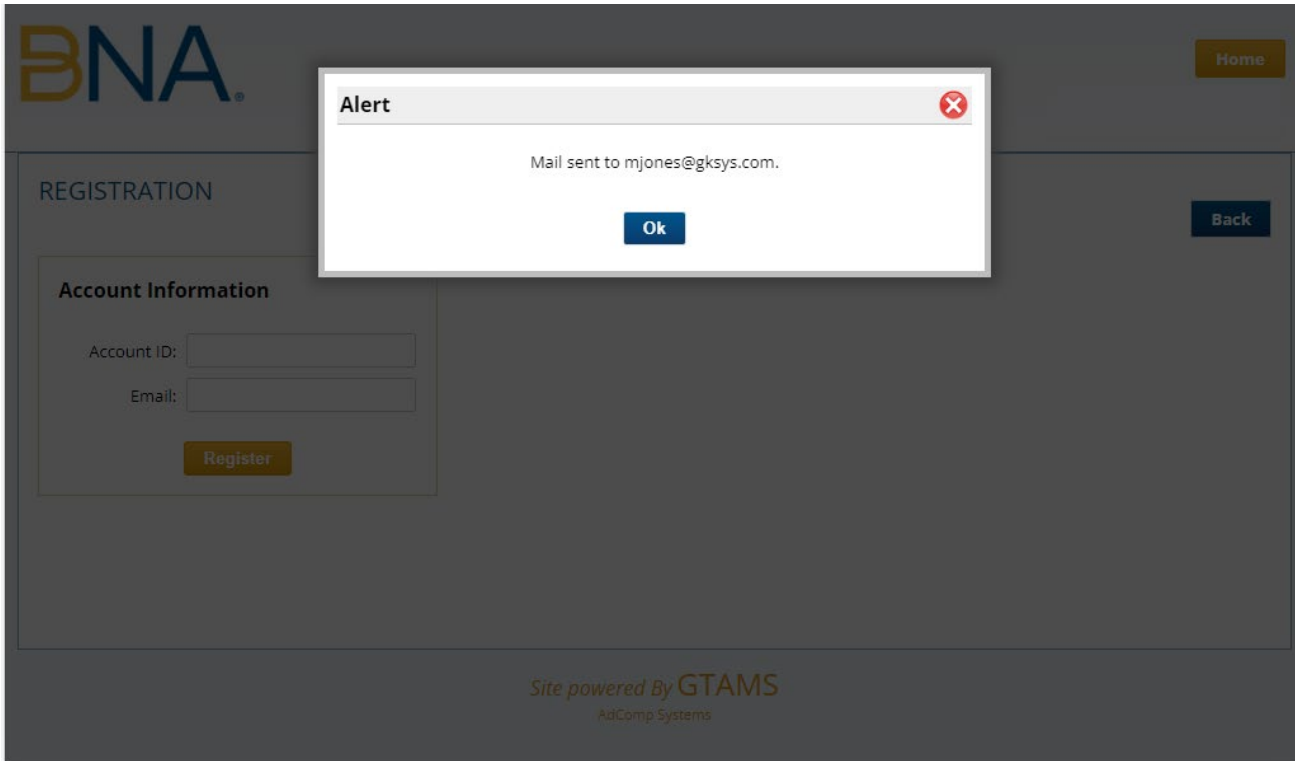 BNA.®
Home
Alert
Mail sent to mjones@gksys.com.
Ok
REGISTRATION
Back
Account Information
Account ID:
Email:
Register
Site powered By GTAMS
AdComp Systems